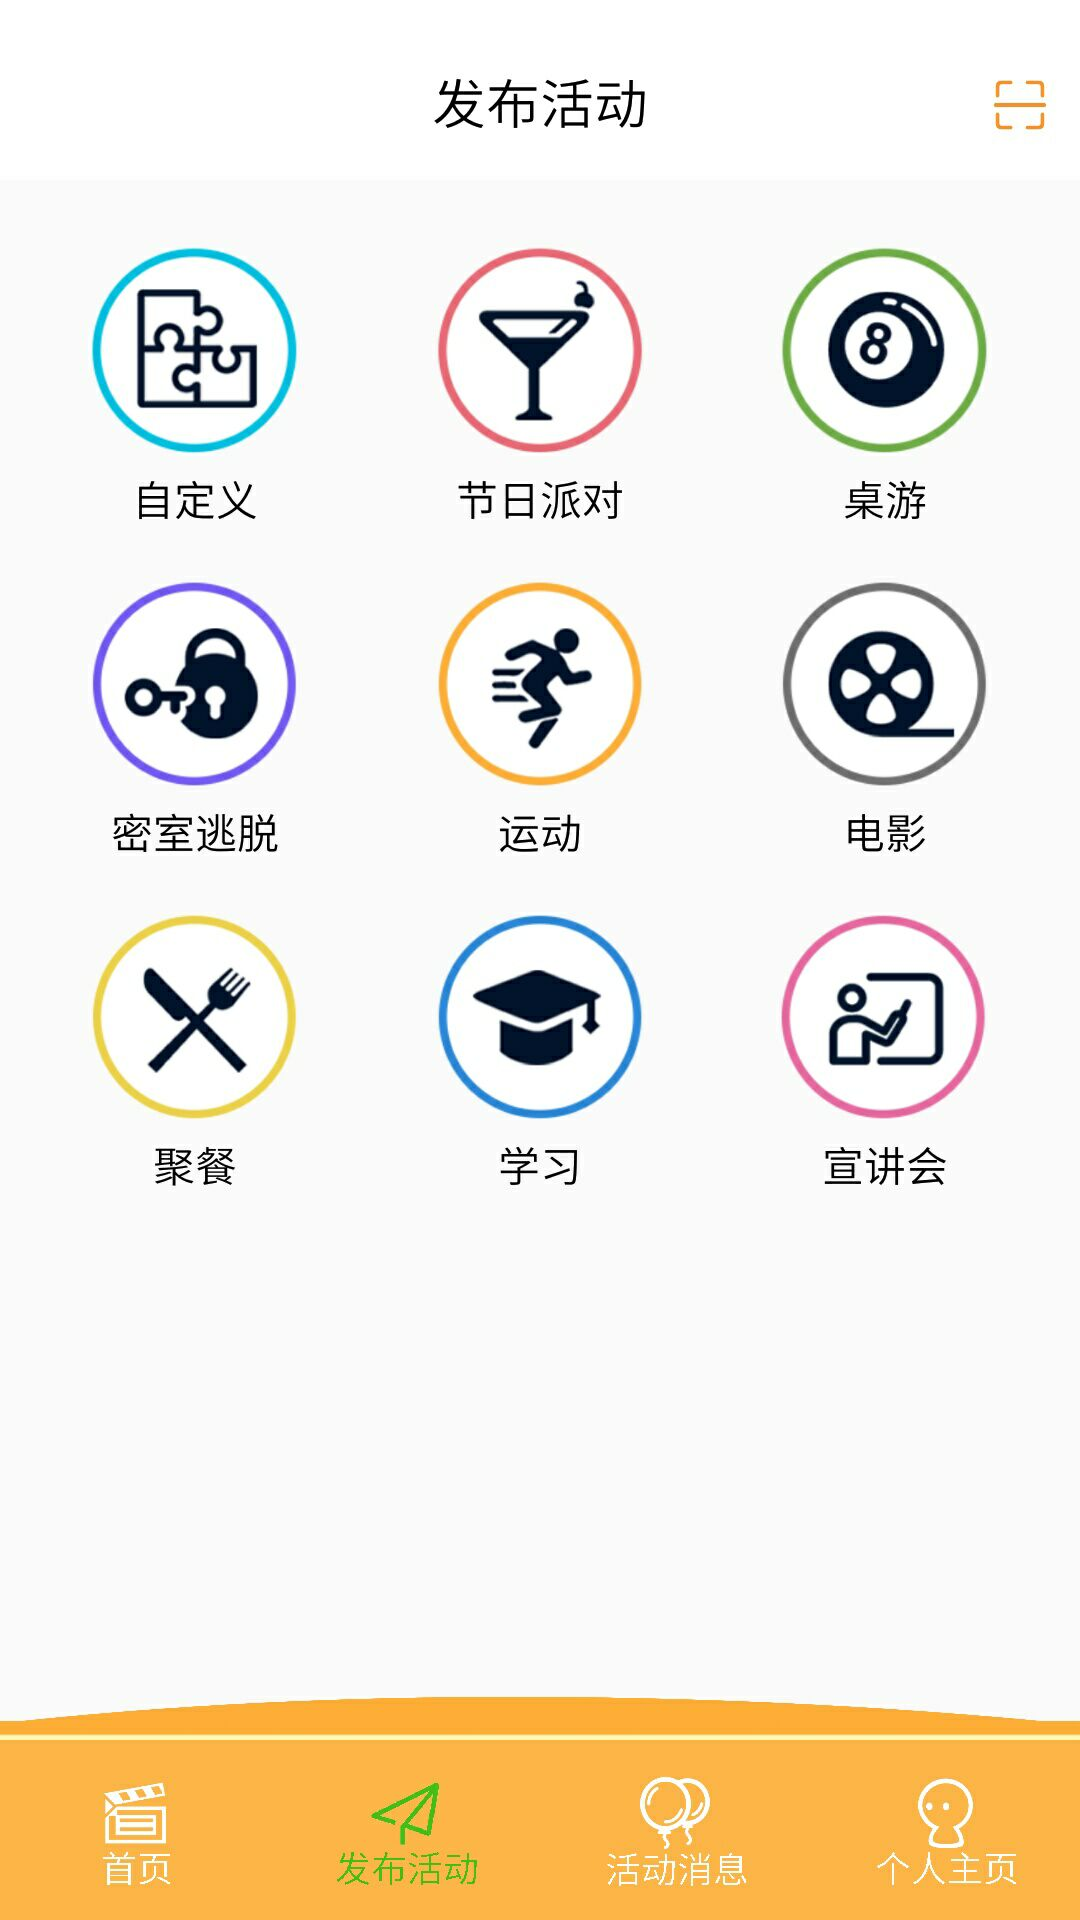 发布活动
自定义
节日派对
桌游
8
密室逃脱
运动
电影
聚餐
学习
宣讲会
首页
发布活动
活动消息
个人主页